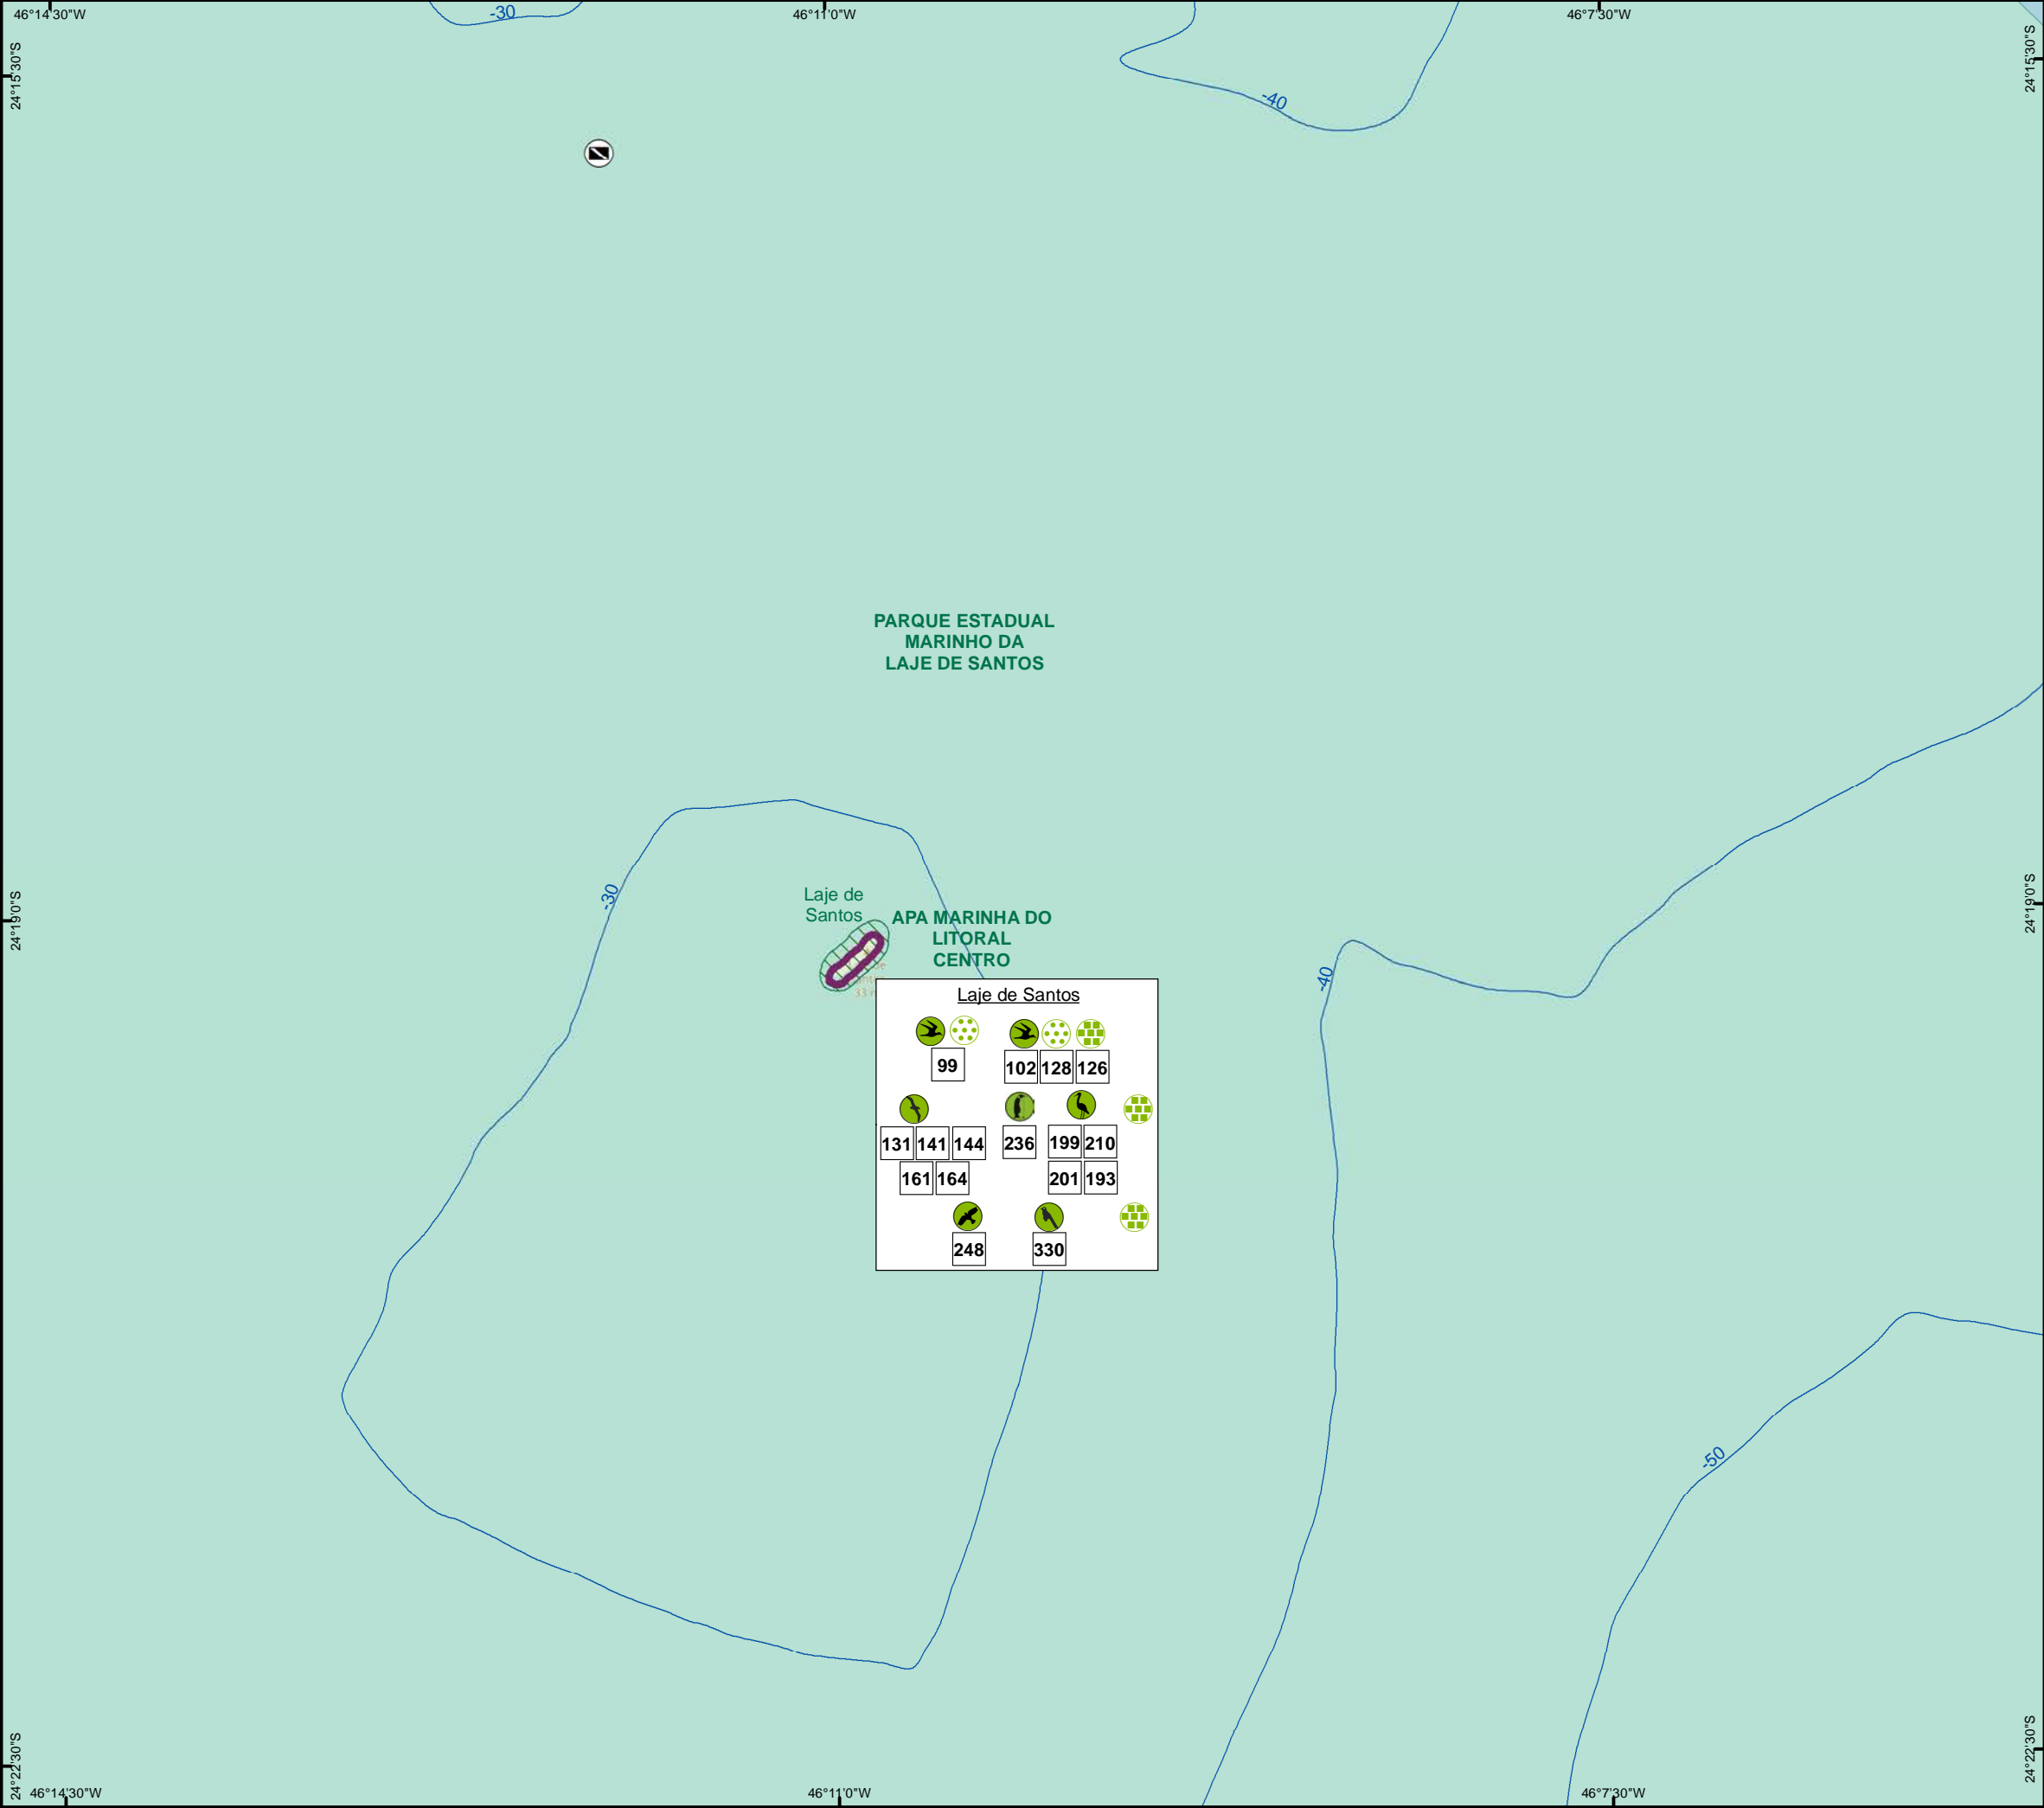 46°14'30"W
46°11'0"W
46°7'30"W
-30
-40
24°15'30"S
24°15'30"S
PARQUE ESTADUAL
MARINHO DA
LAJE DE SANTOS
-30
Laje de
Santos
24°19'0"S
24°19'0"S
APA MARINHA DO
LITORAL
CENTRO
-40
33
Laje de Santos
99
102 128 126
131 141 144 236 199 210
161 164 201 193
248 330
-50
24°22'30"S
24°22'30"S
46°14'30"W
46°11'0"W
46°7'30"W